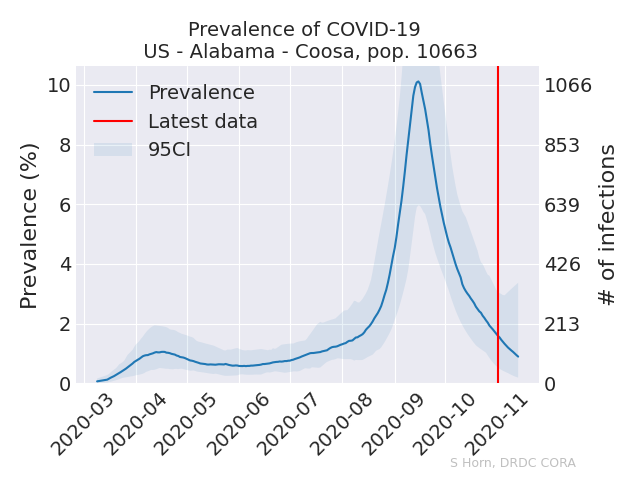 Prevalence of COVID-19
US - Alabama - Coosa, pop. 10663
Prevalence
Latest data
95CI
Prevalence (%)
10
8
6
4
2
0
1066
853
639
426
213
0
# of infections
2020-03
2020-04
2020-05
2020-06
2020-07
2020-08
2020-09
2020-10
2020-11
S Horn, DRDC CORA